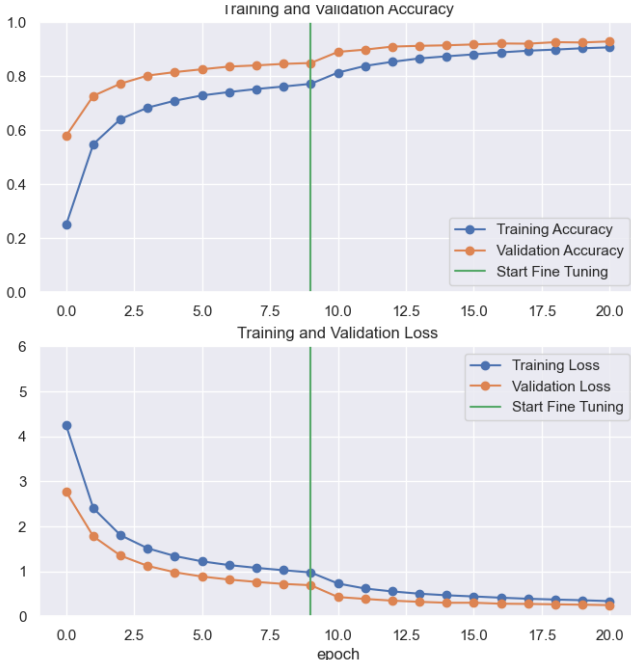 Training and Validation Accuracy
1.0
0.8
0.6
0.4
0.2
0.0
Training Accuracy
Validation Accuracy
Start Fine Tuning
0.0 2.5 5.0 7.5 10.0 12.5 15.0 17.5 20.0
Training and Validation Loss
6
5
4
3
2
1
0
Training Loss
Validation Loss
Start Fine Tuning
0.0 2.5 5.0 7.5 10.0 12.5 15.0 17.5 20.0
epoch